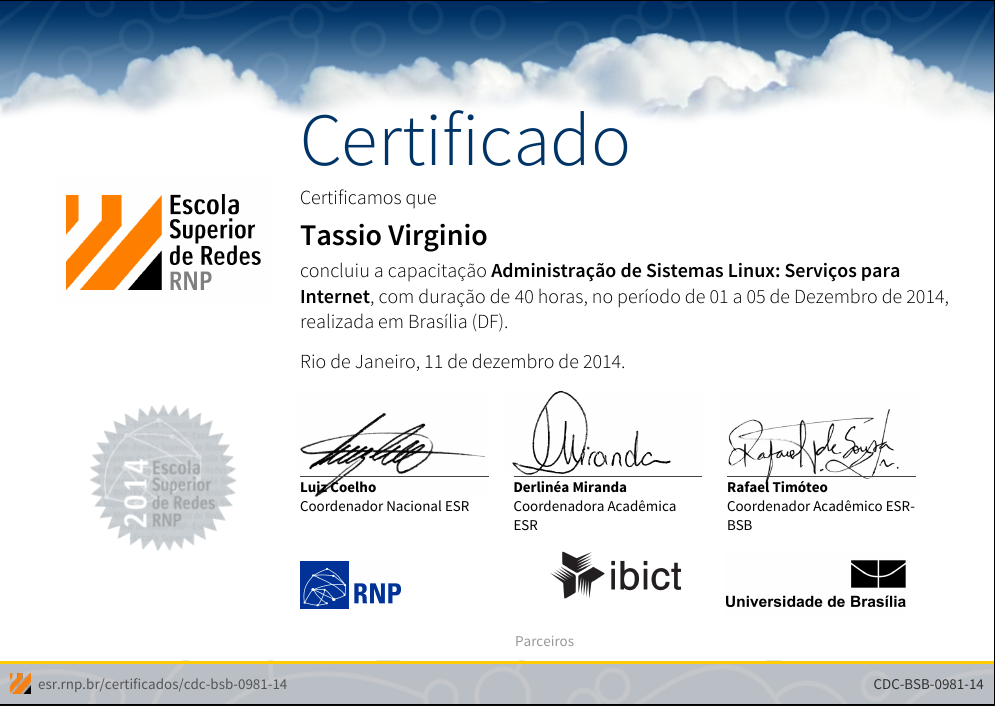 Certificado
Certificamos que
Tassio Virginio
concluiu a capacitação Administração de Sistemas Linux: Serviços para
Internet, com duração de 40 horas, no período de 01 a 05 de Dezembro de 2014,
realizada em Brasília (DF).
Rio de Janeiro, 11 de dezembro de 2014.
Escola
Superior
de Redes
RNP
2014
Escola
Superior
de Redes
RNP
Miranda
Luiz Coelho
Coordenador Nacional ESR
Derlinéa Miranda
Coordenadora Acadêmica
ESR
Rafael Timóteo
Coordenador Acadêmico ESR-
BSB
RNP
ibict
Universidade de Brasília
Parceiros
esr.rnp.br/certificados/cdc-bsb-0981-14
CDC-BSB-0981-14